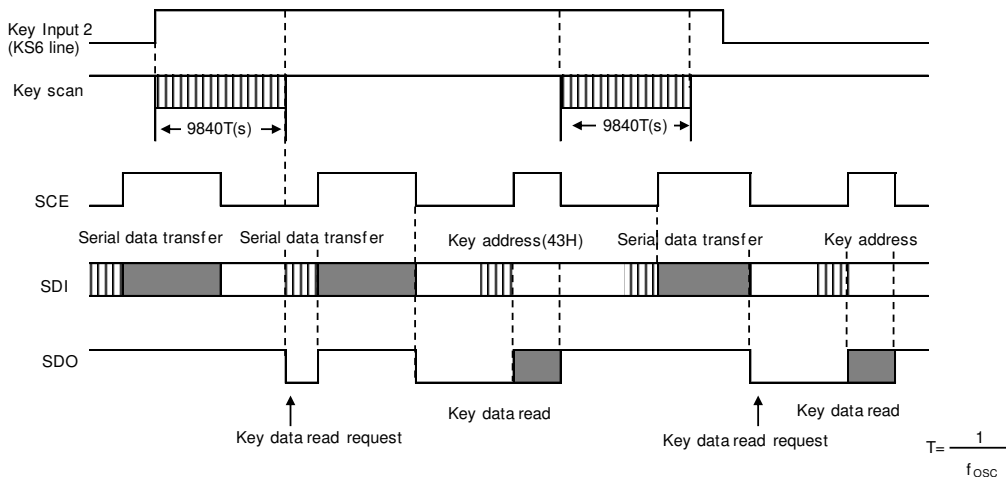 Key Input 2
(KS6 line)
Key scan
9840T(s)
9840T(s)
SCE
Serial data transfer
Serial data transfer
Key address(43H)
Serial data transfer
Key address
SDI
SDO
Key data read
Key data read
Key data read request
Key data read request
T= 1
fOSC